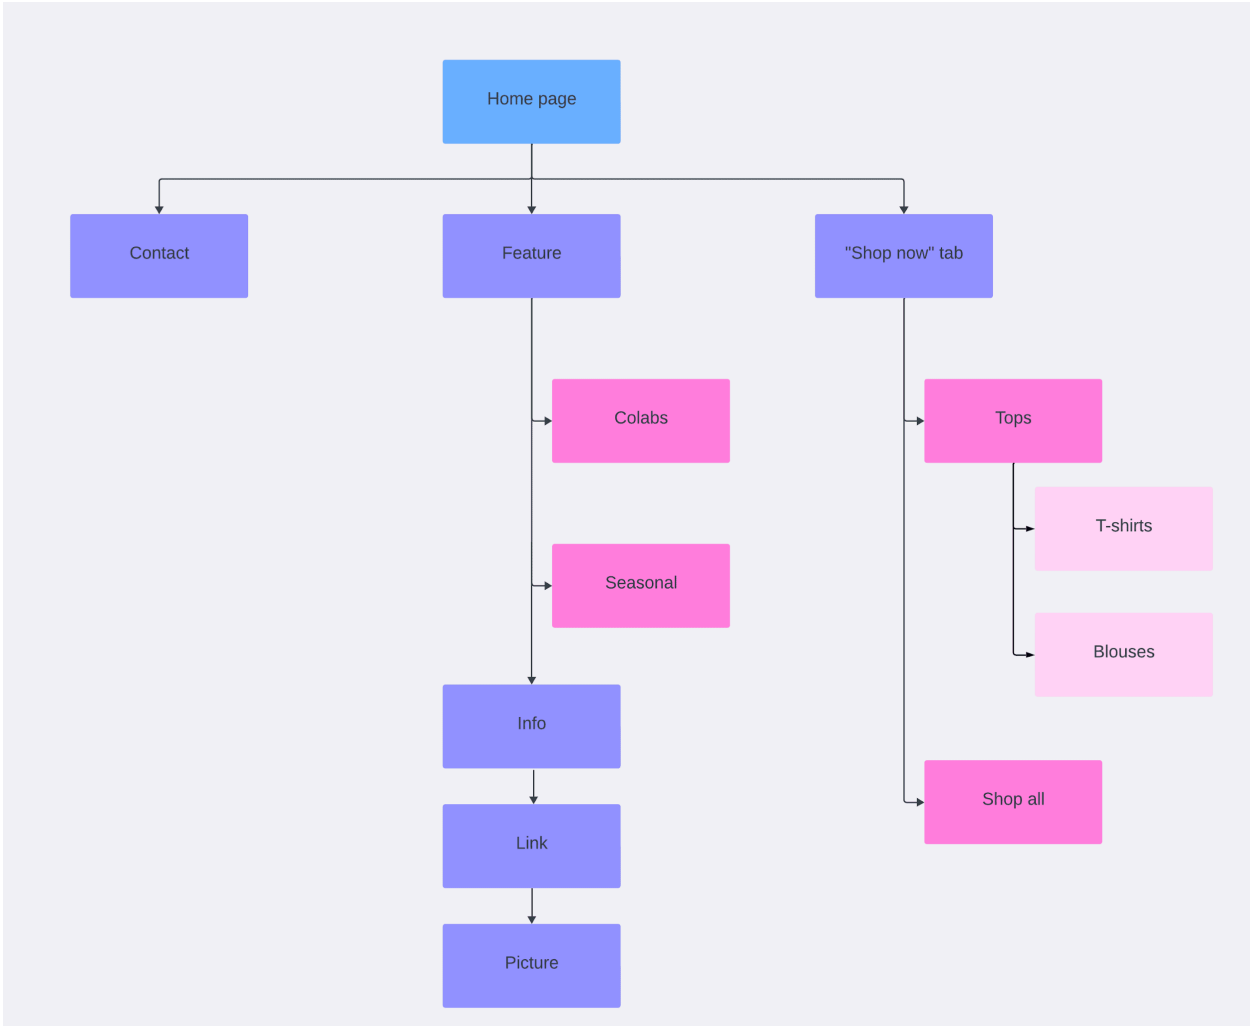 Home page
Contact
Feature
"Shop now" tab
Colabs
Tops
T-shirts
Seasonal
Blouses
Info
Shop all
Link
Picture